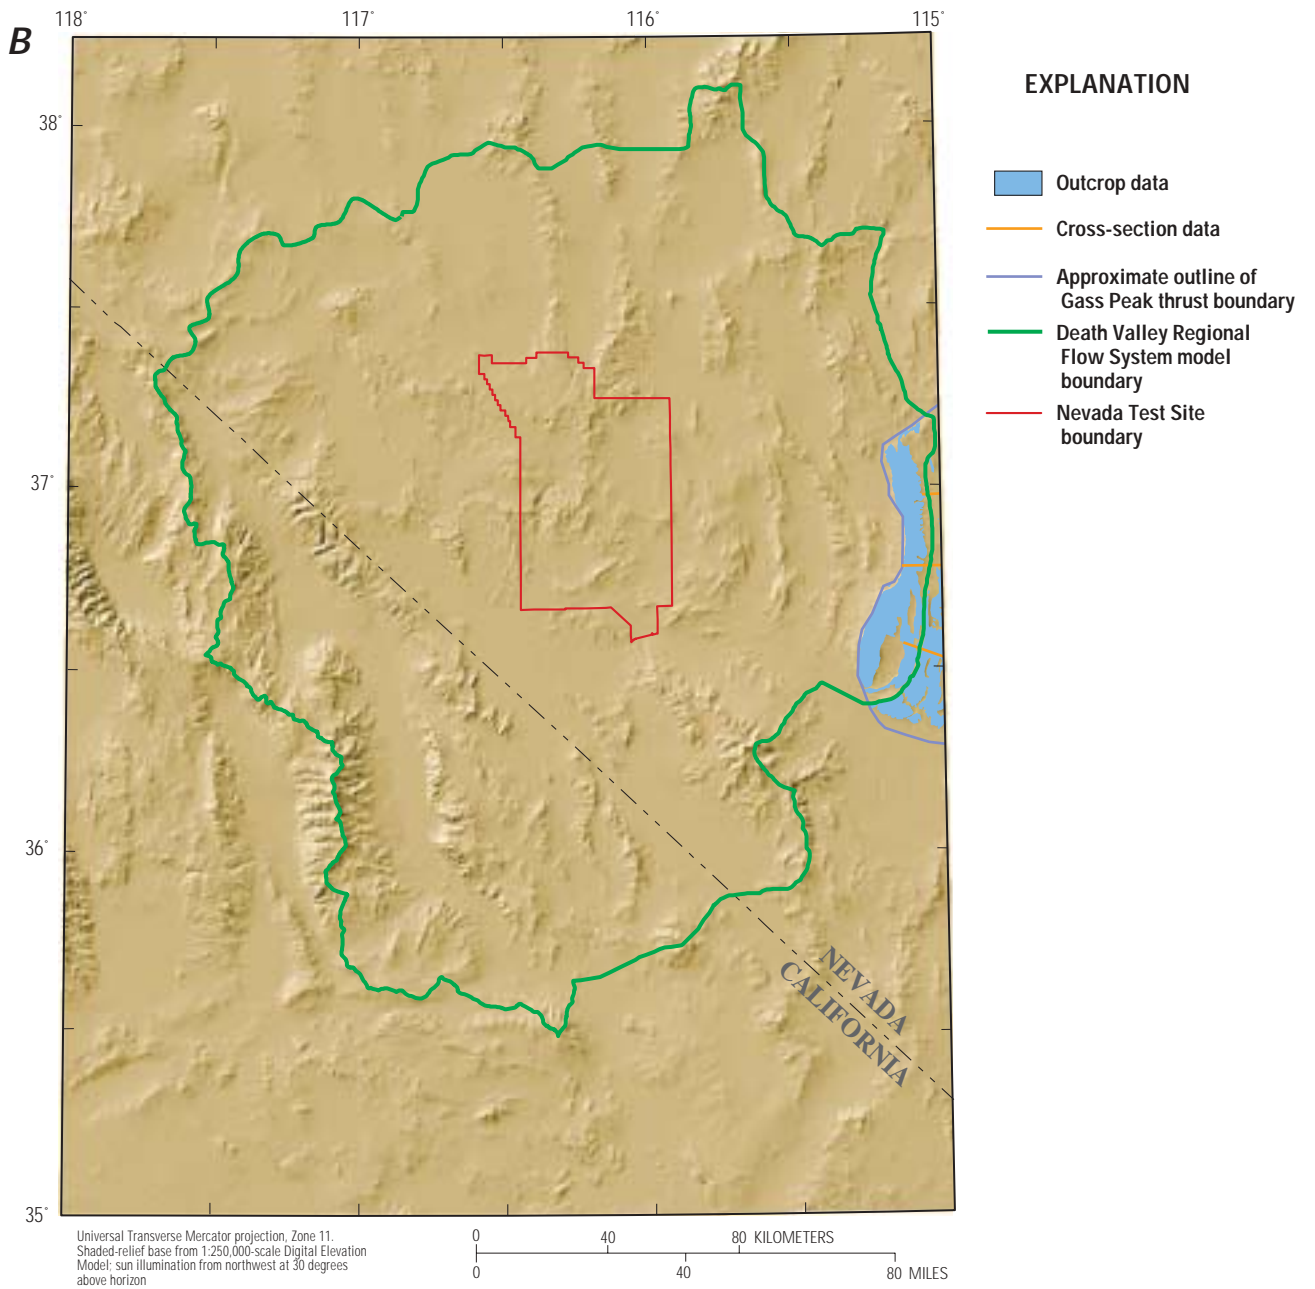 B
118°
117°
116°
115°
38°
37°
36°
35°
NEVADA
CALIFORNIA
EXPLANATION
Outcrop data
Cross-section data
Approximate outline of
Gass Peak thrust boundary
Death Valley Regional
Flow System model
boundary
Nevada Test Site
boundary
Universal Transverse Mercator projection, Zone 11.
Shaded-relief base from 1:250,000-scale Digital Elevation
Model; sun illumination from northwest at 30 degrees
above horizon
0 40 80 KILOMETERS
0 40 80 MILES